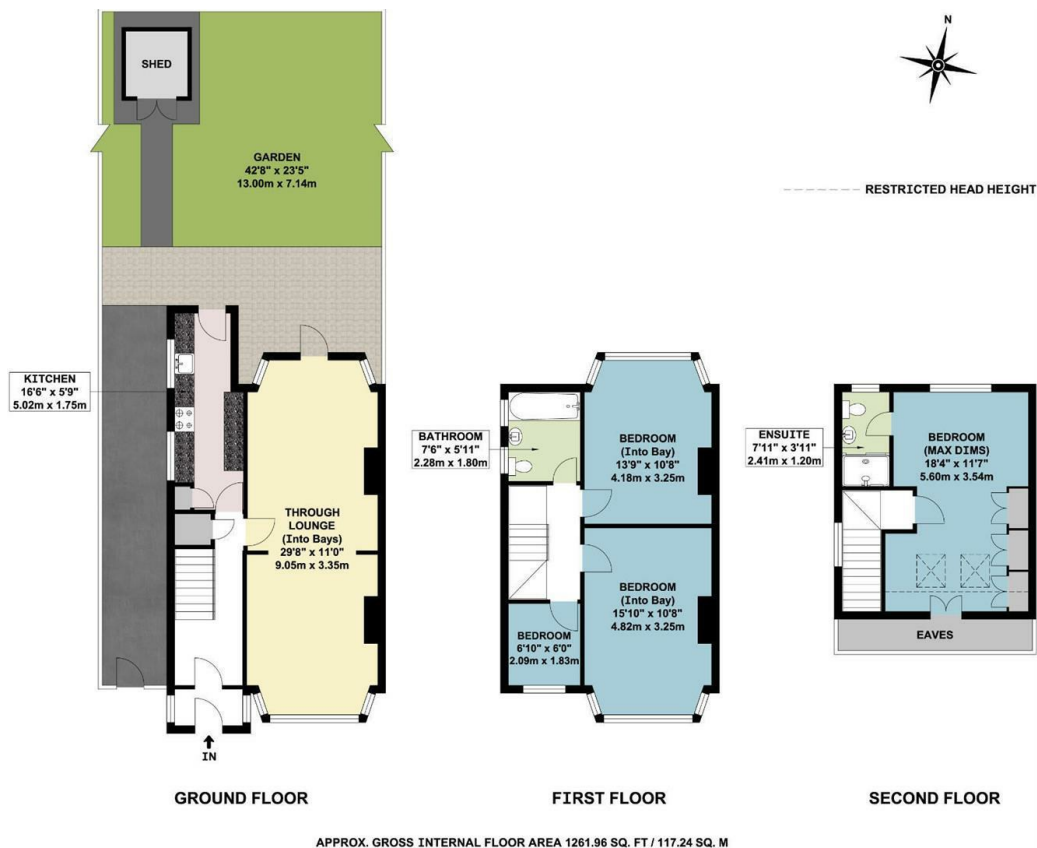 N
SHED
GARDEN
42'8" x 23'5"
13.00m x 7.14m
RESTRICTED HEAD HEIGHT
KITCHEN
16'6" x 5'9"
5.02m x 1.75m
THROUGH
LOUNGE
(Into Bays)
29'8" x 11'0"
9.05m x 3.35m
IN
GROUND FLOOR
BATHROOM
7'6" x 5'11"
2.28m x 1.80m
BEDROOM
(Into Bay)
13'9" x 10'8"
4.18m x 3.25m
BEDROOM
(Into Bay)
15'10" x 10'8"
4.82m x 3.25m
BEDROOM
6'10" x 6'0"
2.09m x 1.83m
FIRST FLOOR
ENSUITE
7'11" x 3'11"
2.41m x 1.20m
BEDROOM
(MAX DIMS)
18'4" x 11'7"
5.60m x 3.54m
EAVES
SECOND FLOOR
APPROX. GROSS INTERNAL FLOOR AREA 1261.96 SQ. FT / 117.24 SQ. M